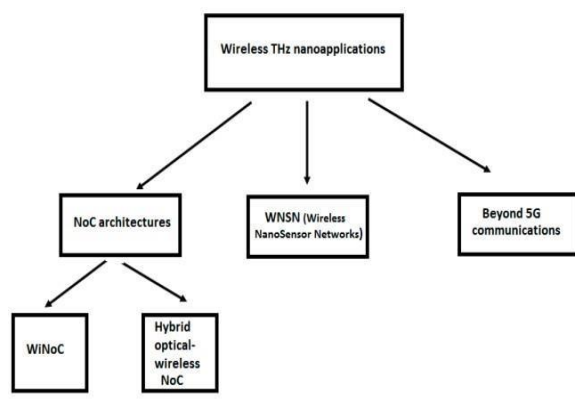 Wireless THz nanoapplications
NoC architectures
WNSN (Wireless
NanoSensor Networks)
Beyond 5G
communications
WiNoC
Hybrid
optical-
wireless
NoC